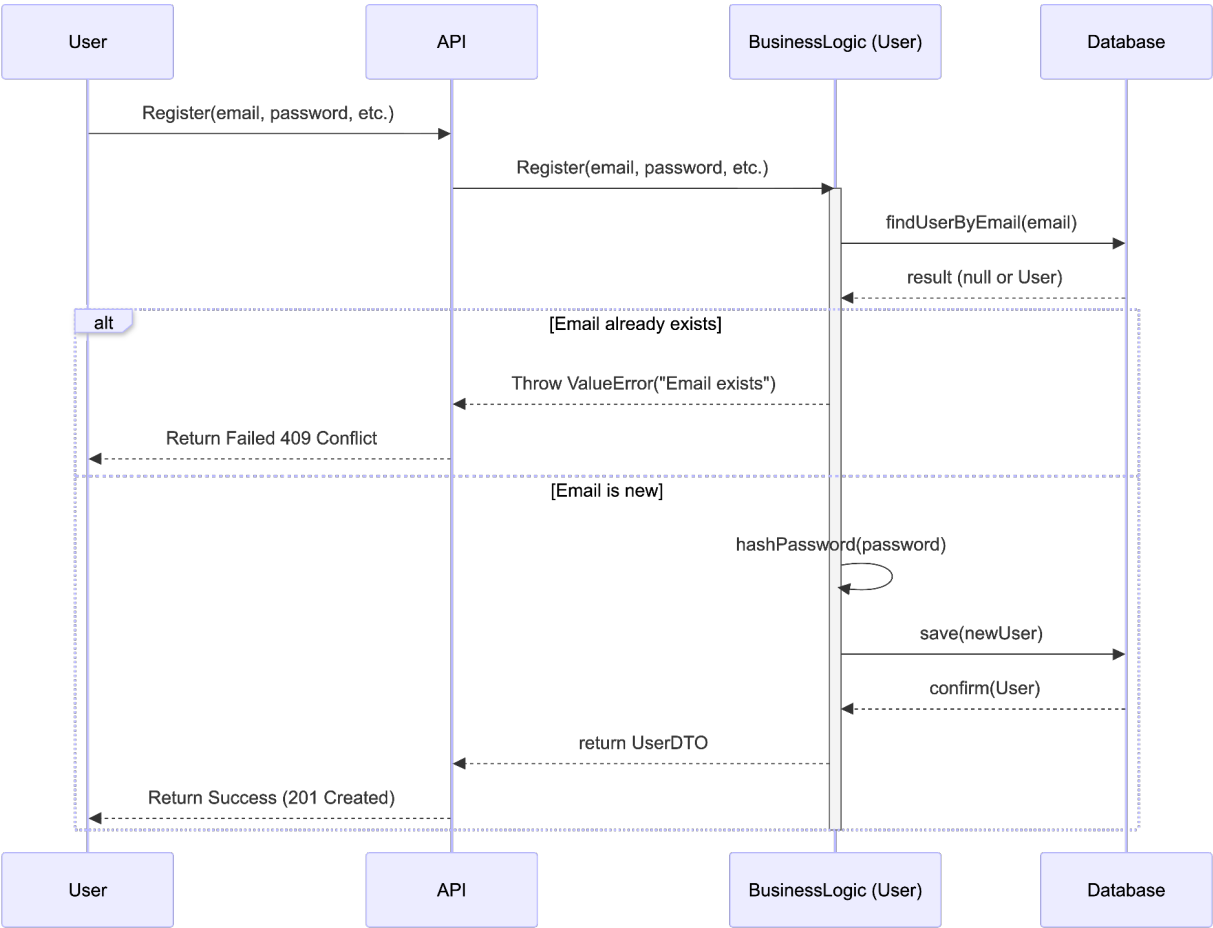 User
API
BusinessLogic (User)
Database
Register(email, password, etc.)
Register(email, password, etc.)
findUserByEmail(email)
result (null or User)
alt
[Email already exists]
Throw ValueError("Email exists")
Return Failed 409 Conflict
[Email is new]
hashPassword(password)
save(newUser)
confirm(User)
return UserDTO
Return Success (201 Created)
User
API
BusinessLogic (User)
Database